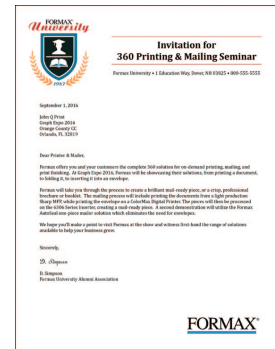 FORMAX
University
1987
Invitation for
360 Printing & Mailing Seminar
Formax University • 1 Education Way, Dover, NH 03825 • 800-555-5555
September 1, 2016
John Q Print
Graph Expo 2016
Orange County CC
Orlando, FL 32819
Dear Printer & Mailer,
Formax offers you and your customers the complete 360 solution for on-demand printing, mailing, and
print finishing. At Graph Expo 2016, Formax will be showcasing their solutions, from printing a document,
to folding it, to inserting it into an envelope.
Formax will take you through the process to create a brilliant mail-ready piece, or a crisp, professional
brochure or booklet. The mailing process will include printing the documents from a light production
Sharp MFP, while printing the envelope on a ColorMax Digital Printer. The pieces will then be processed
on the 6306 Series Inserter, creating a mail-ready piece. A second demonstration will utilize the Formax
AutoSeal one-piece mailer solution which eliminates the need for envelopes.
We hope you'll make a point to visit Formax at the show and witness first-hand the range of solutions
available to help your business grow.
Sincerely,
D. Simpson
D. Simpson
Formax University Alumni Association
FORMAX®